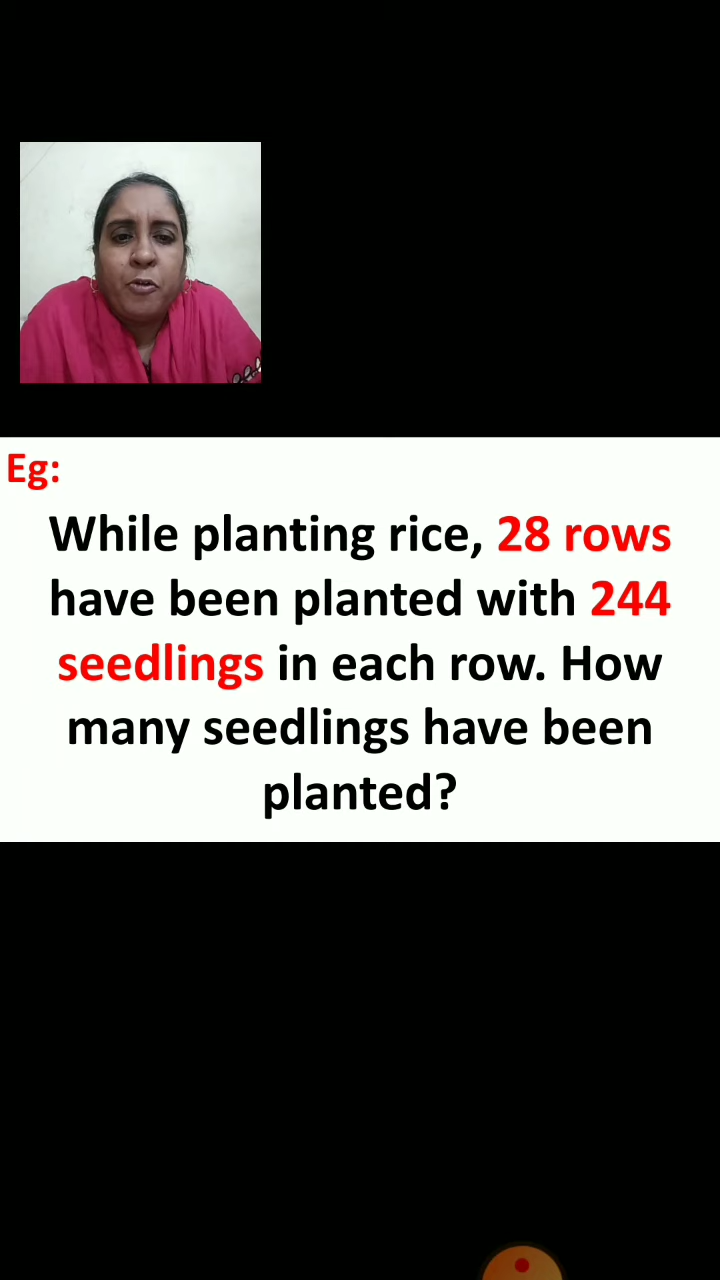 Eg:
While planting rice, 28 rows
have been planted with 244
seedlings in each row. How
many seedlings have been
planted?